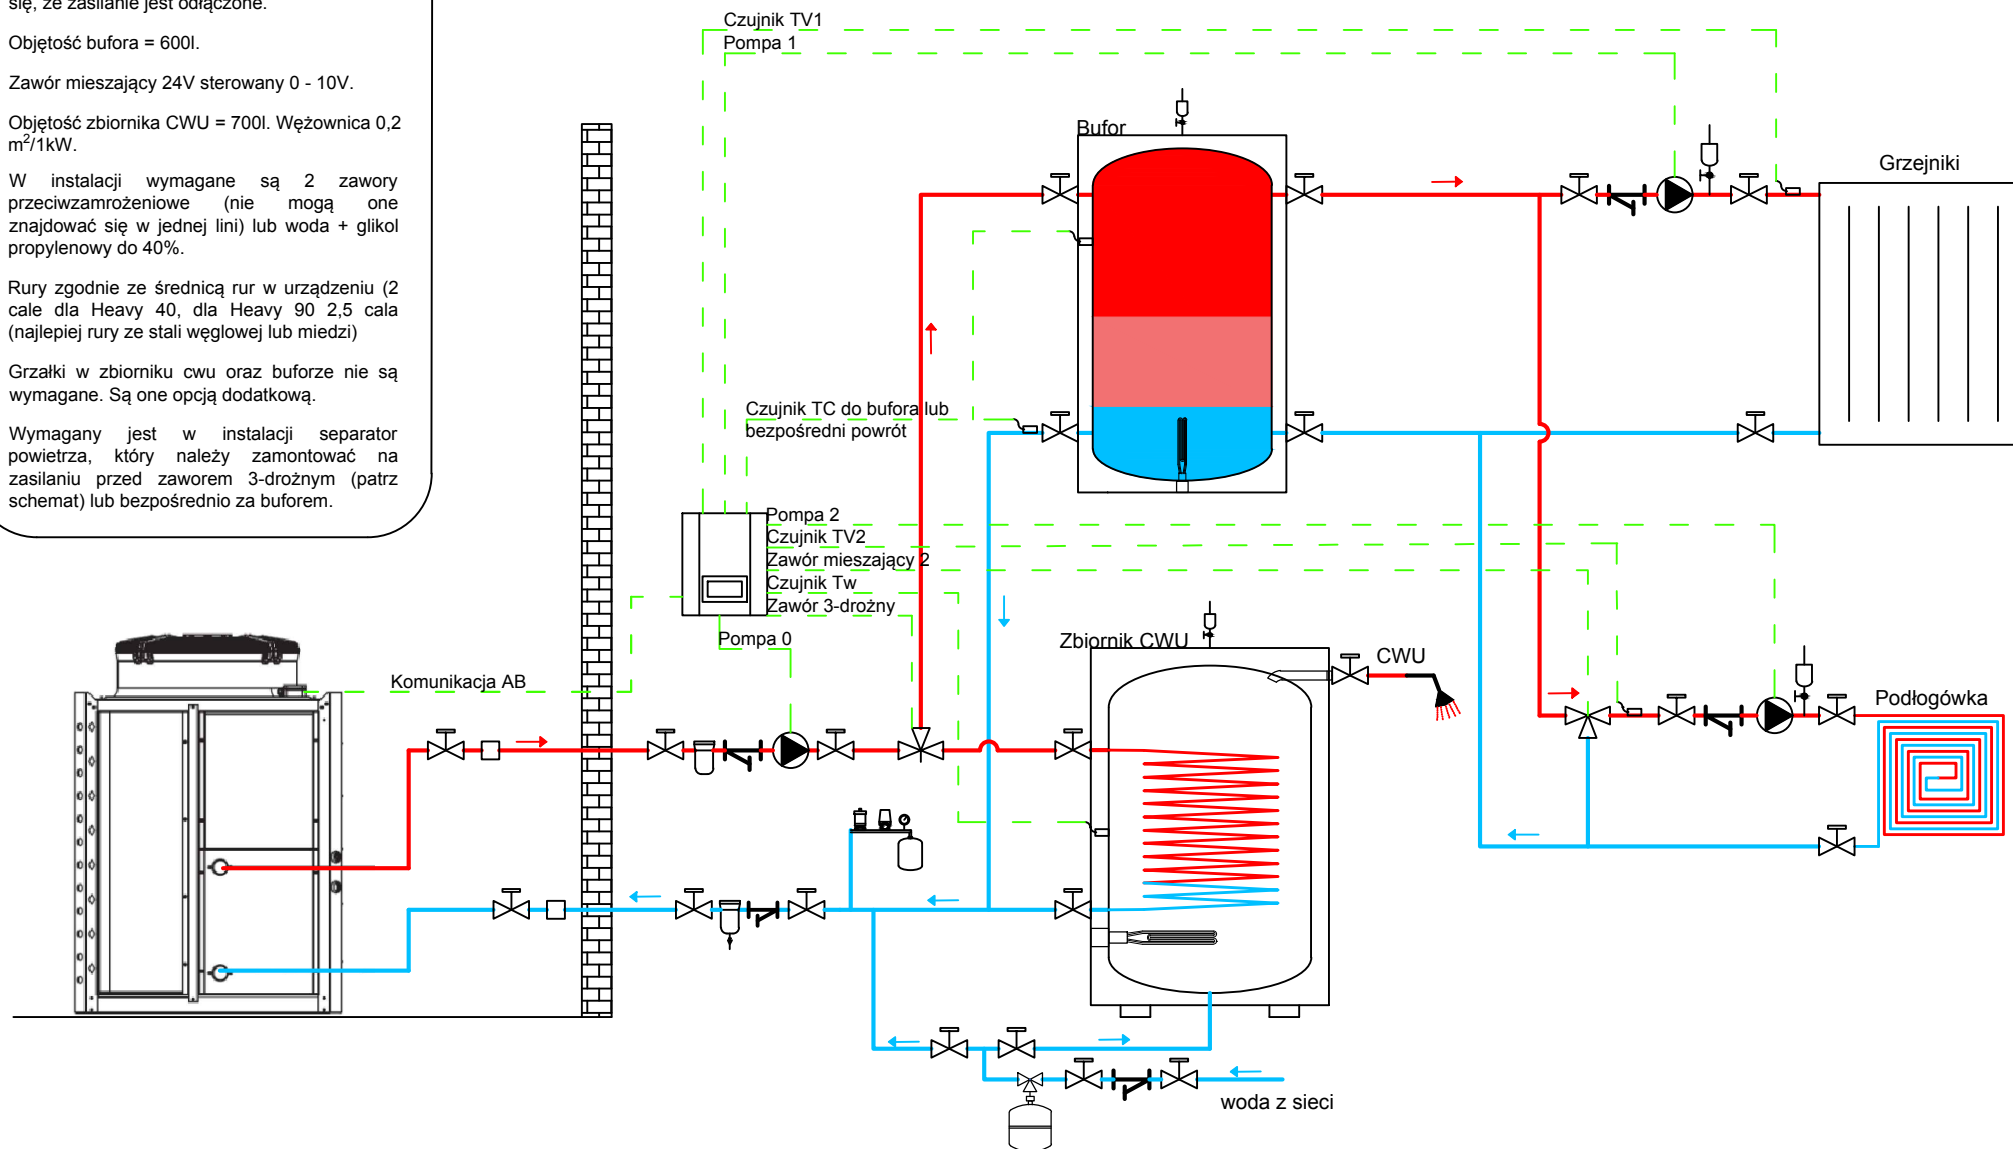 się, że zasilanie jest odłączone.
Objętość bufora = 600l.
Zawór mieszający 24V sterowany 0 - 10V.
Objętość zbiornika CWU = 700l. Wężownica 0,2
m²/1kW.
W instalacji wymagane są 2 zawory
przeciwzamrożeniowe (nie mogą one
znajdować się w jednej lini) lub woda + glikol
propylenowy do 40%.
Rury zgodnie ze średnicą rur w urządzeniu (2
cale dla Heavy 40, dla Heavy 90 2,5 cala
(najlepiej rury ze stali węglowej lub miedzi)
Grzałki w zbiorniku cwu oraz buforze nie są
wymagane. Są one opcją dodatkową.
Wymagany jest w instalacji separator
powietrza, który należy zamontować na
zasilaniu przed zaworem 3-drożnym (patrz
schemat) lub bezpośrednio za buforem.
Czujnik TV1
Pompa 1
Bufor
Grzejniki
Czujnik TC do bufora lub
bezpośredni powrót
Pompa 2
Czujnik TV2
Zawór mieszający 2
Czujnik Tw
Zawór 3-drożny
Pompa 0
Komunikacja AB
Zbiornik CWU
CWU
Podłogówka
woda z sieci